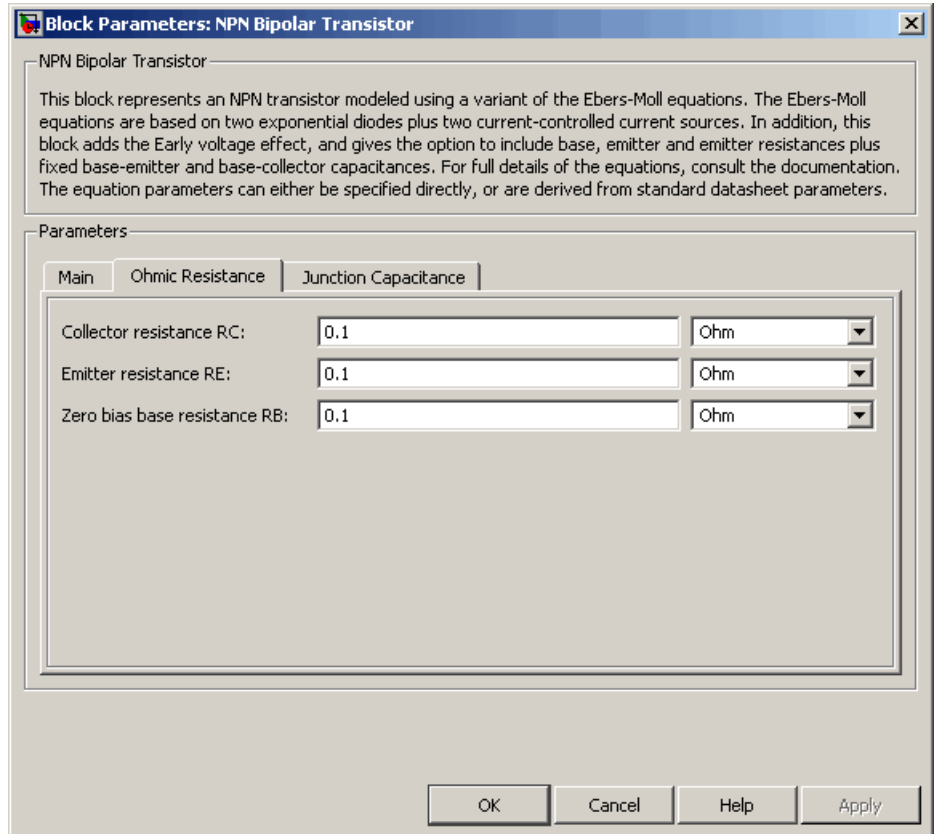 Block Parameters: NPN Bipolar Transistor
NPN Bipolar Transistor
This block represents an NPN transistor modeled using a variant of the Ebers-Moll equations. The Ebers-Moll
equations are based on two exponential diodes plus two current-controlled current sources. In addition, this
block adds the Early voltage effect, and gives the option to include base, emitter and emitter resistances plus
fixed base-emitter and base-collector capacitances. For full details of the equations, consult the documentation.
The equation parameters can either be specified directly, or are derived from standard datasheet parameters.
Parameters
Main Ohmic Resistance Junction Capacitance
Collector resistance RC: 0.1 Ohm
Emitter resistance RE: 0.1 Ohm
Zero bias base resistance RB: 0.1 Ohm
OK Cancel Help Apply